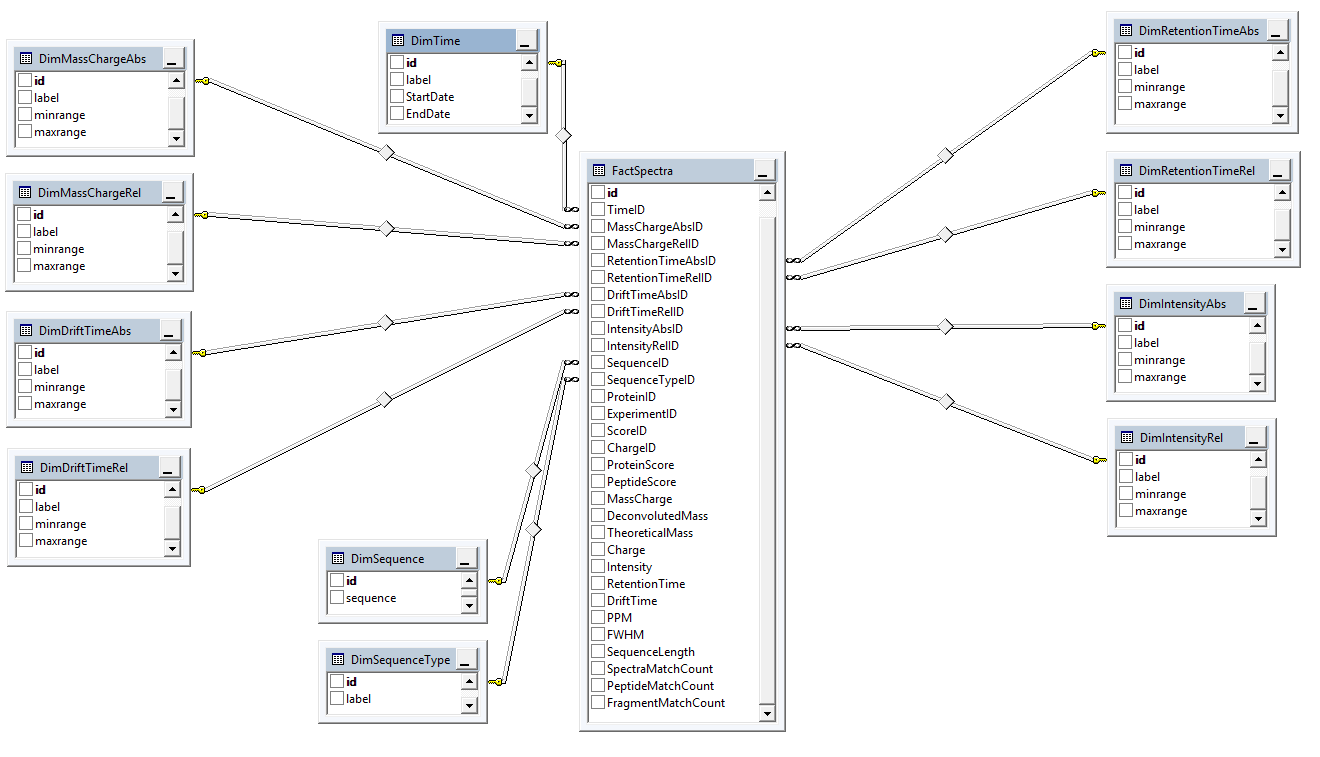 DimMassChargeAbs
id
label
minrange
maxrange
DimMassChargeRel
id
label
minrange
maxrange
DimDriftTimeAbs
id
label
minrange
maxrange
DimDriftTimeRel
id
label
minrange
maxrange
DimTime
id
label
StartDate
EndDate
DimSequence
id
sequence
DimSequenceType
id
label
FactSpectra
id
TimeID
MassChargeAbsID
MassChargeRelID
RetentionTimeAbsID
RetentionTimeRelID
DriftTimeAbsID
DriftTimeRelID
IntensityAbsID
IntensityRelID
SequenceID
SequenceTypeID
ProteinID
ExperimentID
ScoreID
ChargeID
ProteinScore
PeptideScore
MassCharge
DeconvolutedMass
TheoreticalMass
Charge
Intensity
RetentionTime
DriftTime
PPM
FWHM
SequenceLength
SpectraMatchCount
PeptideMatchCount
FragmentMatchCount
DimRetentionTimeAbs
id
label
minrange
maxrange
DimRetentionTimeRel
id
label
minrange
maxrange
DimIntensityAbs
id
label
minrange
maxrange
DimIntensityRel
id
label
minrange
maxrange